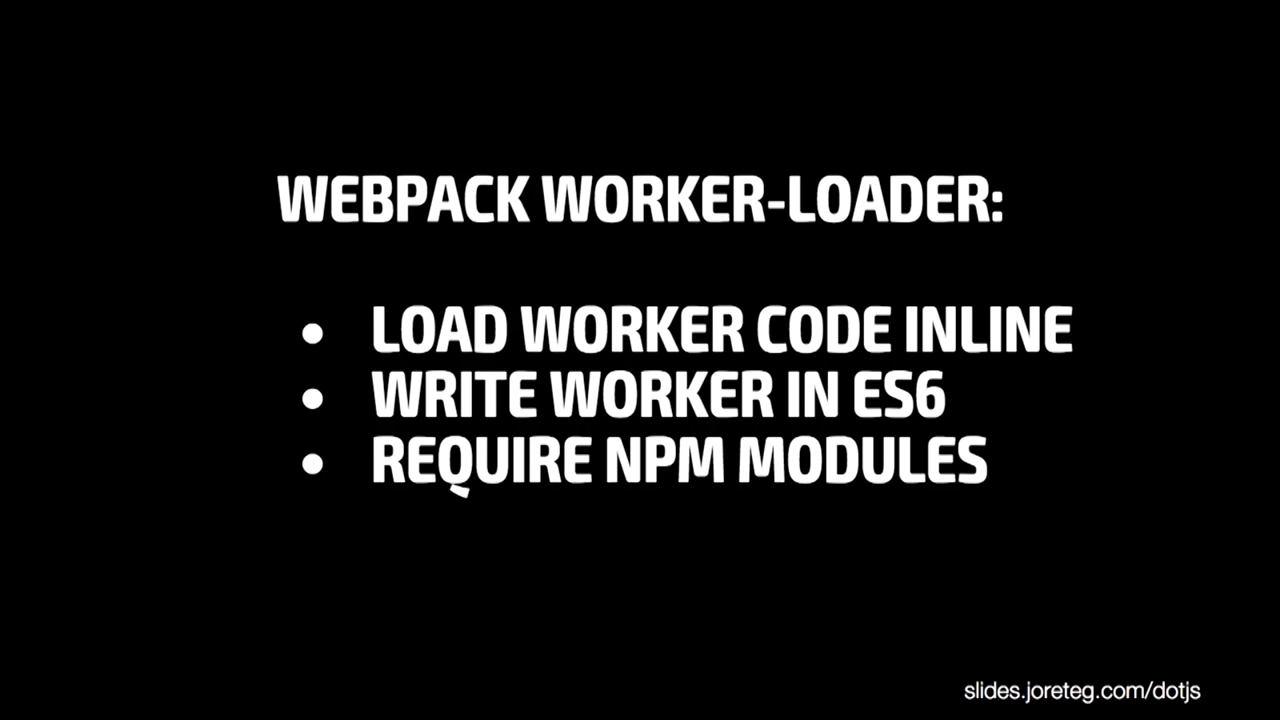 WEBPACK WORKER-LOADER:
• LOAD WORKER CODE INLINE
• WRITE WORKER IN ES6
• REQUIRE NPM MODULES
slides.joreteg.com/dotjs